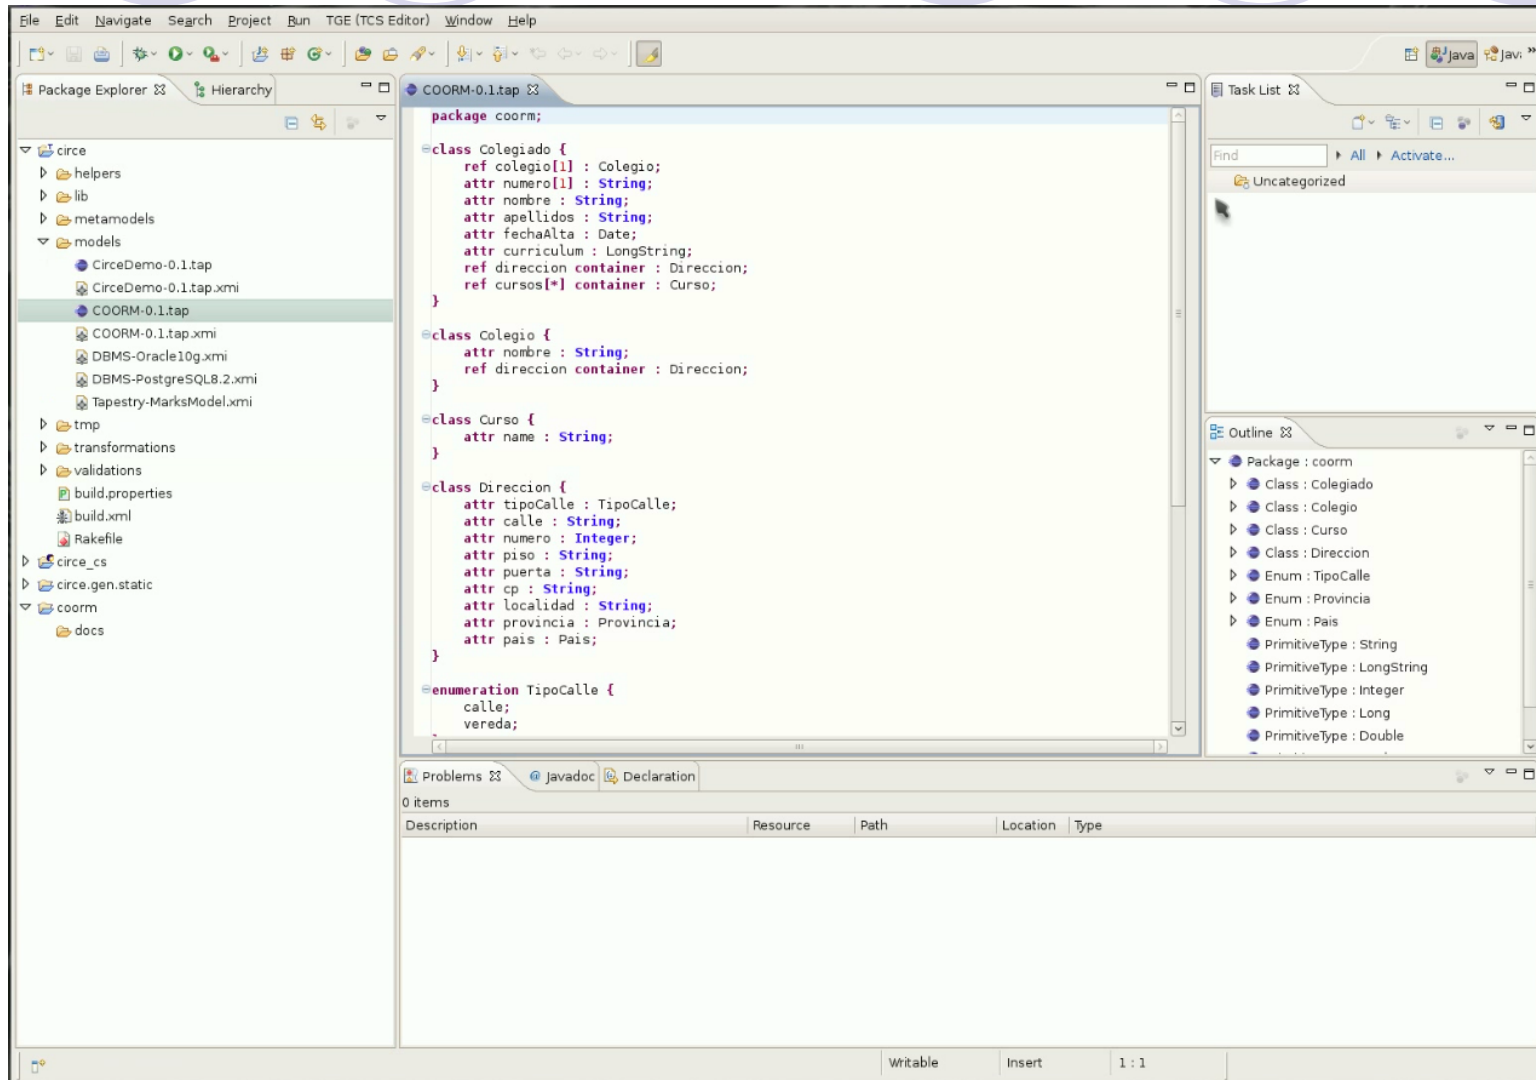 File Edit Navigate Search Project Run TGE (TCS Editor) Window Help
Java
Package Explorer
Hierarchy
circe
helpers
lib
metamodels
models
CirceDemo-0.1.tap
CirceDemo-0.1.tap.xmi
COORM-0.1.tap
COORM-0.1.tap.xmi
DBMS-Oracle10g.xmi
DBMS-PostgreSQL8.2.xmi
Tapestry-MarksModel.xmi
tmp
transformations
validations
build.properties
build.xml
Rakefile
circe_cs
circe.gen.static
coorm
docs
COORM-0.1.tap
package coorm;
class Colegiado {
ref colegio[1] : Colegio;
attr numero[1] : String;
attr nombre : String;
attr apellidos : String;
attr fechaAlta : Date;
attr curriculum : LongString;
ref direccion container : Direccion;
ref cursos[*] container : Curso;
}
class Colegio {
attr nombre : String;
ref direccion container : Direccion;
}
class Curso {
attr name : String;
}
class Direccion {
attr tipoCalle : TipoCalle;
attr calle : String;
attr numero : Integer;
attr piso : String;
attr puerta : String;
attr cp : String;
attr localidad : String;
attr provincia : Provincia;
attr pais : Pais;
}
enumeration TipoCalle {
calle;
vereda;
Task List
Find All Activate...
Uncategorized
Outline
Package : coorm
Class : Colegiado
Class : Colegio
Class : Curso
Class : Direccion
Enum : TipoCalle
Enum : Provincia
Enum : Pais
PrimitiveType : String
PrimitiveType : LongString
PrimitiveType : Integer
PrimitiveType : Long
PrimitiveType : Double
Problems @ Javadoc Declaration
0 items
Description Resource Path Location Type
Writable Insert 1 : 1